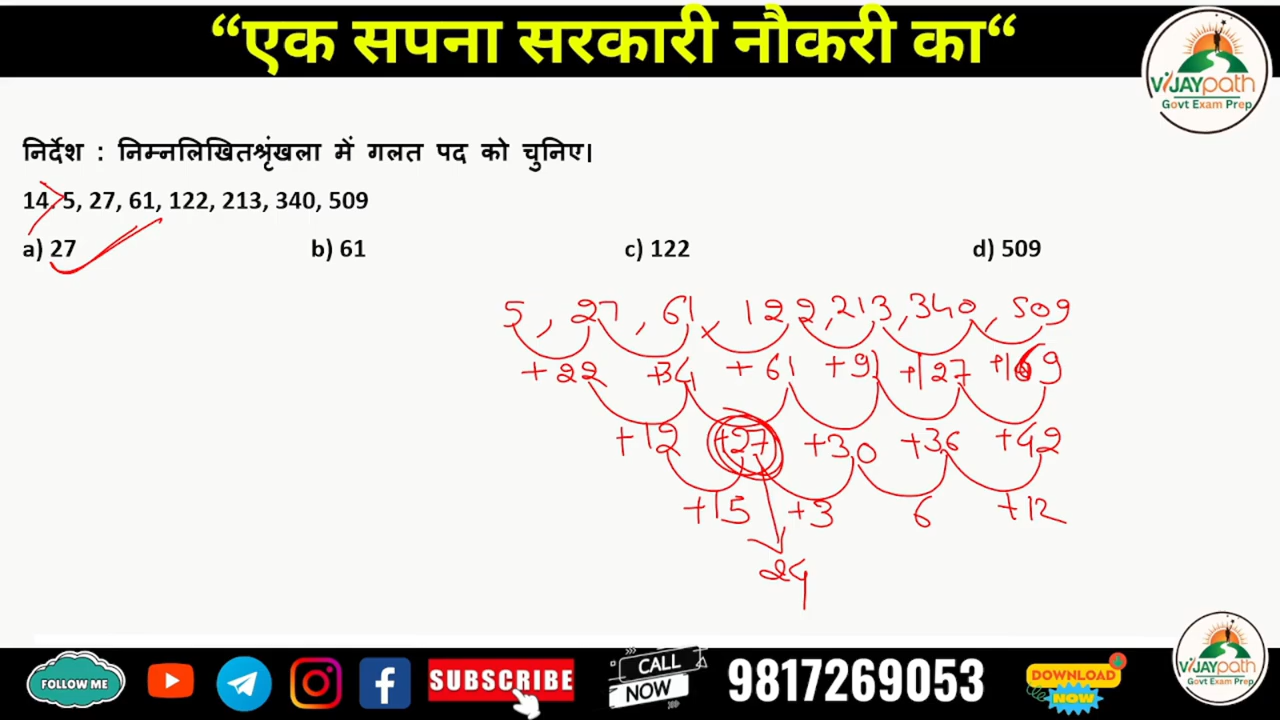 “एक सपना सरकारी नौकरी का“
VIJAYpath
Govt Exam Prep
निर्देश : निम्नलिखितश्रृंखला में गलत पद को चुनिए।
14. 5, 27, 61, 122, 213, 340, 509
a) 27 b) 61 c) 122 d) 509
5, 27, 61, 122, 213, 340, 509
+22 +34 +61 +91 +127 +169
+12 +27 +30 +36 +42
+15 +3 6 +12
24
FOLLOW ME
SUBSCRIBE
CALL NOW
9817269053
DOWNLOAD NOW
VIJAYpath
Govt Exam Prep